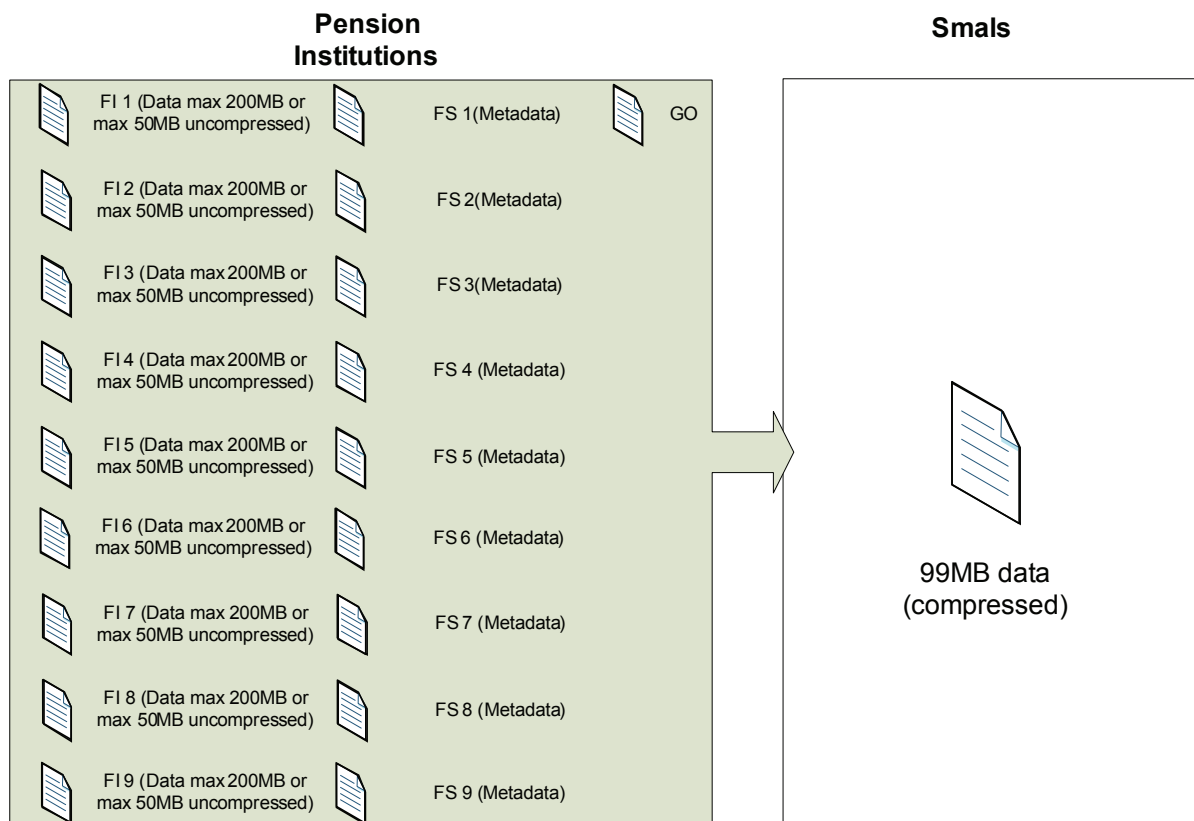 Pension
Institutions
Smals
FI 1 (Data max 200MB or
max 50MB uncompressed)
FS 1(Metadata)
GO
FI 2 (Data max 200MB or
max 50MB uncompressed)
FS 2(Metadata)
FI 3 (Data max 200MB or
max 50MB uncompressed)
FS 3(Metadata)
FI 4 (Data max 200MB or
max 50MB uncompressed)
FS 4 (Metadata)
FI 5 (Data max 200MB or
max 50MB uncompressed)
FS 5 (Metadata)
FI 6 (Data max 200MB or
max 50MB uncompressed)
FS 6 (Metadata)
FI 7 (Data max 200MB or
max 50MB uncompressed)
FS 7 (Metadata)
FI 8 (Data max 200MB or
max 50MB uncompressed)
FS 8 (Metadata)
FI 9 (Data max 200MB or
max 50MB uncompressed)
FS 9 (Metadata)
99MB data
(compressed)